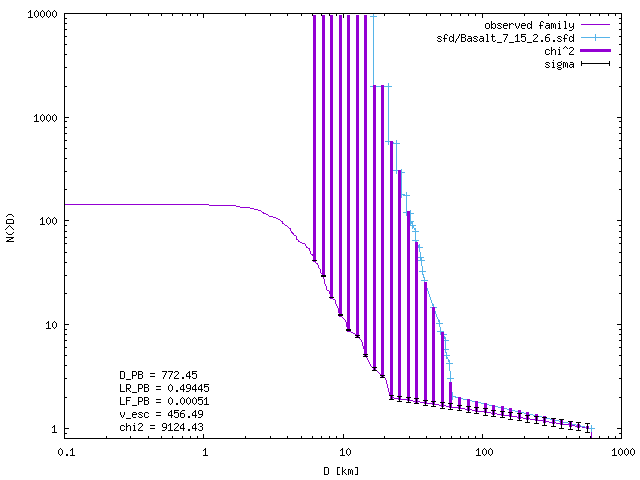 10000
1000
100
10
1
N(>D)
observed family
sfd/Basalt_7_15_2.6.sfd
chi^2
sigma
D_PB = 772.45
LR_PB = 0.49445
LF_PB = 0.00051
v_esc = 456.49
chi2 = 9124.43
0.1 1 10 100 1000
D [km]